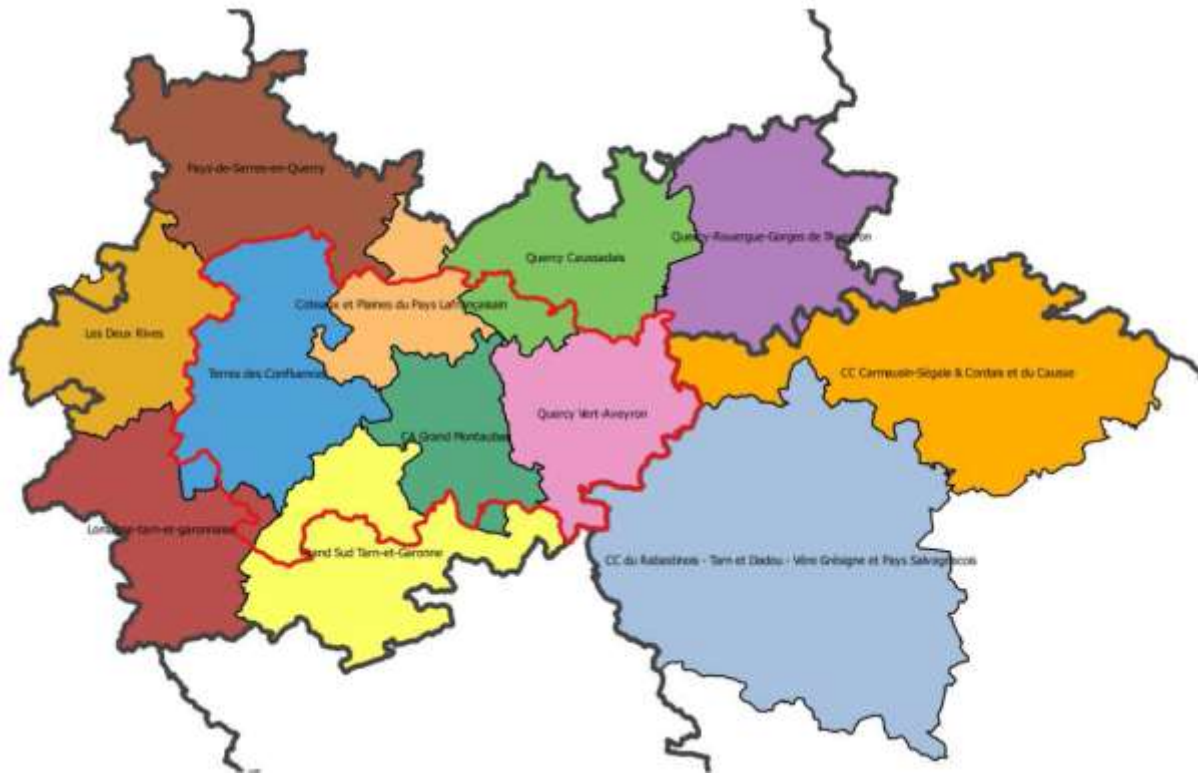 Pays-de-Serres-en-Quercy
Quercy-Rouergue-Gorges de
Quercy Caussadais
Coteaux et Plaines du Pays Lafrançaisain
Les Deux Rives
Terres des Confluences
CC Carmausin-Ségala & Cordais et du Causse
Quercy Vert-Aveyron
CA Grand Montauban
Lomagne-tarn-et-garonnaise
Grand Sud Tarn-et-Garonne
CC du Rabastinois - Tarn et Dadou - Vère Grésigne et Pays Salvagnacois